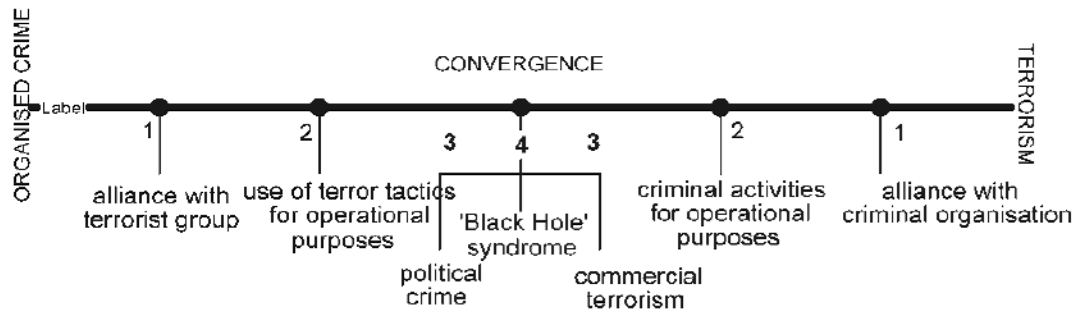 ORGANISED CRIME
CONVERGENCE
TERRORISM
Label
1
2
3
4
3
2
1
alliance with
terrorist group
use of terror tactics
for operational
purposes
'Black Hole'
syndrome
criminal activities
for operational
purposes
alliance with
criminal organisation
political
crime
commercial
terrorism